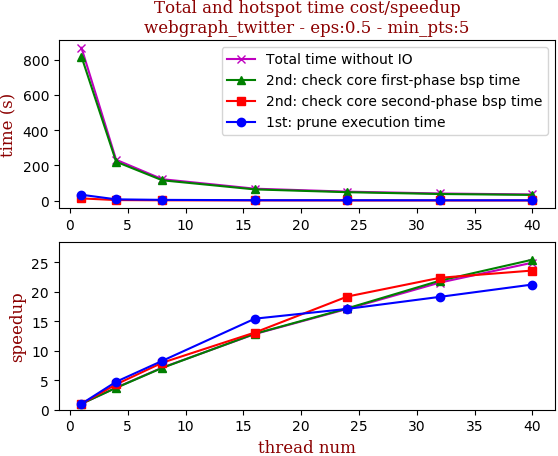 Total and hotspot time cost/speedup
webgraph_twitter - eps:0.5 - min_pts:5
time (s)
800
600
400
200
0
Total time without IO
2nd: check core first-phase bsp time
2nd: check core second-phase bsp time
1st: prune execution time
0 5 10 15 20 25 30 35 40
speedup
25
20
15
10
5
0
0 5 10 15 20 25 30 35 40
thread num